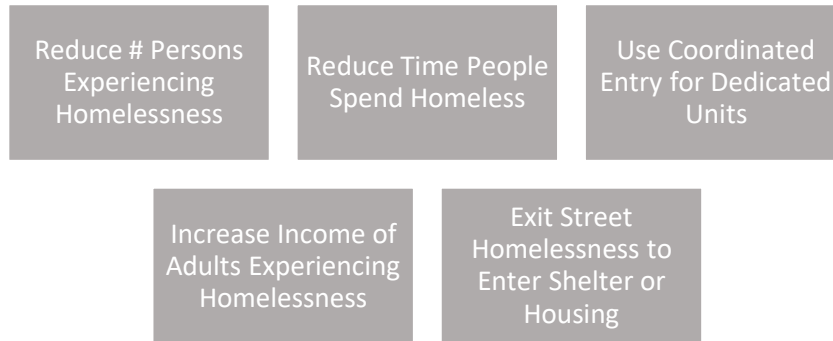 Reduce # Persons
Experiencing
Homelessness
Reduce Time People
Spend Homeless
Use Coordinated
Entry for Dedicated
Units
Increase Income of
Adults Experiencing
Homelessness
Exit Street
Homelessness to
Enter Shelter or
Housing